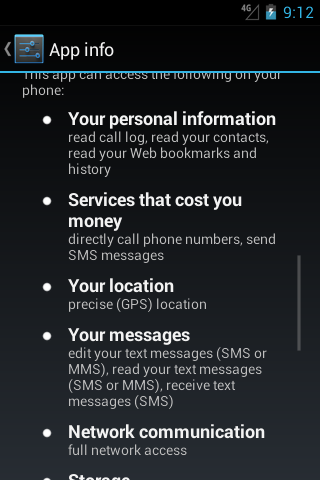 4G 9:12
App info
This app can access the following on your
phone:
Your personal information
read call log, read your contacts,
read your Web bookmarks and
history
Services that cost you
money
directly call phone numbers, send
SMS messages
Your location
precise (GPS) location
Your messages
edit your text messages (SMS or
MMS), read your text messages
(SMS or MMS), receive text
messages (SMS)
Network communication
full network access
Storage